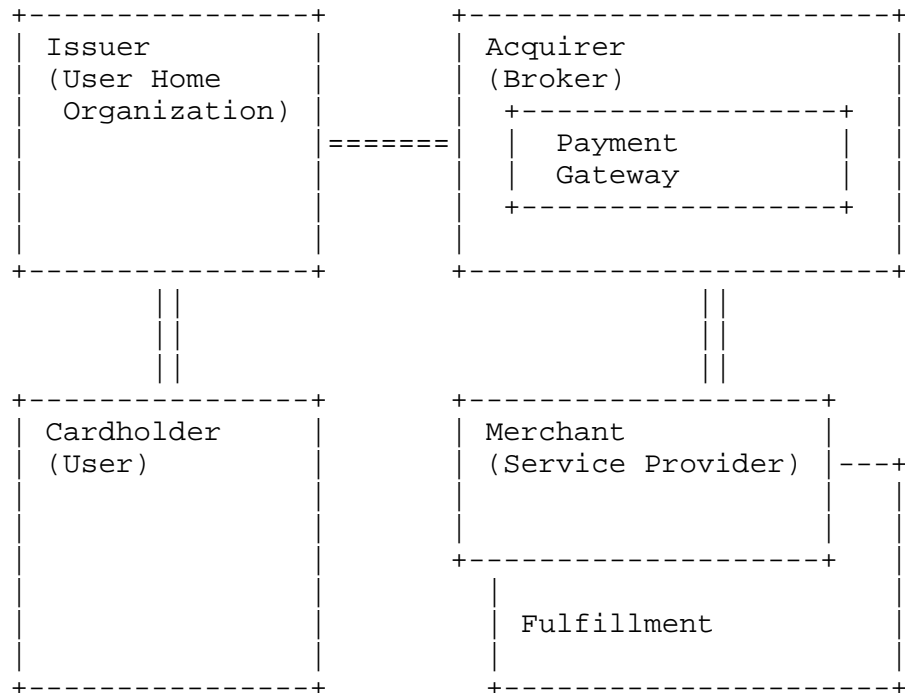 Issuer
(User Home
Organization)
Acquirer
(Broker)
Payment
Gateway
Cardholder
(User)
Merchant
(Service Provider)
Fulfillment